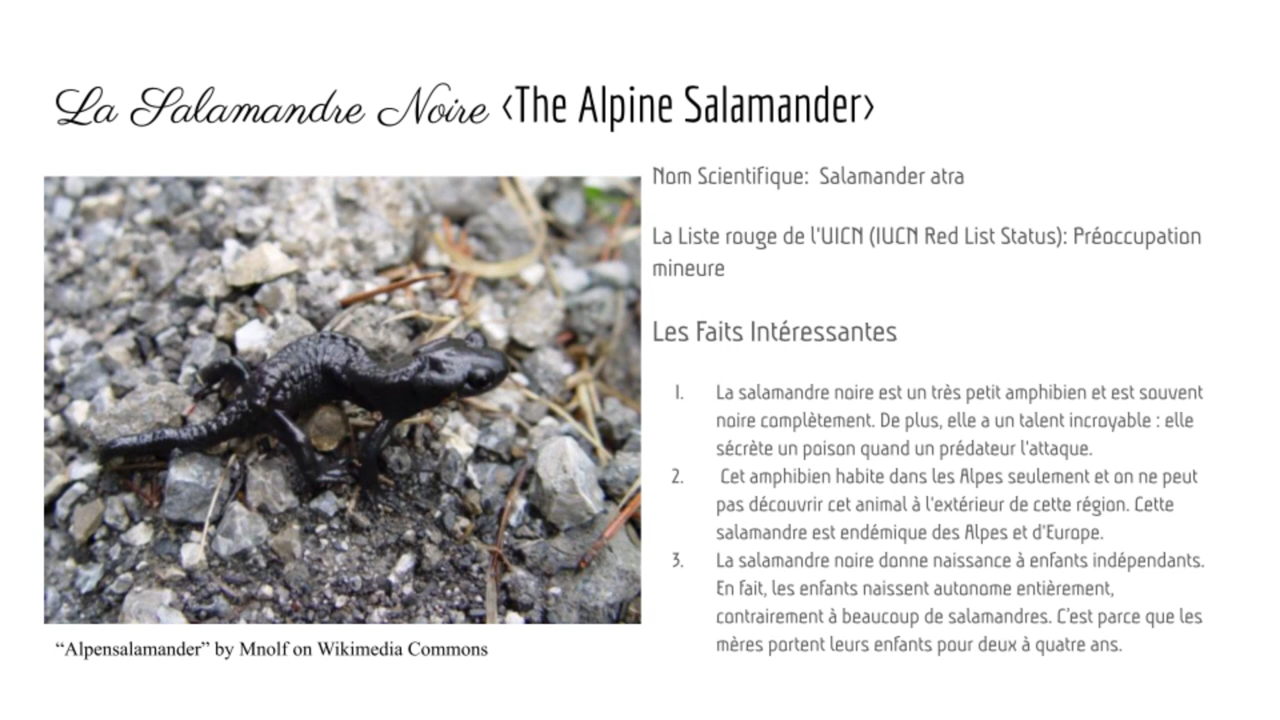 La Salamandre Noire <The Alpine Salamander>
Nom Scientifique: Salamander atra
La Liste rouge de l'UICN (IUCN Red List Status): Préoccupation
mineure
Les Faits Intéressantes
1. La salamandre noire est un très petit amphibien et est souvent
noire complètement. De plus, elle a un talent incroyable : elle
sécrète un poison quand un prédateur l'attaque.
2. Cet amphibien habite dans les Alpes seulement et on ne peut
pas découvrir cet animal à l'extérieur de cette région. Cette
salamandre est endémique des Alpes et d'Europe.
3. La salamandre noire donne naissance à enfants indépendants.
En fait, les enfants naissent autonome entièrement,
contrairement à beaucoup de salamandres. C'est parce que les
mères portent leurs enfants pour deux à quatre ans.
“Alpensalamander” by Mnolf on Wikimedia Commons